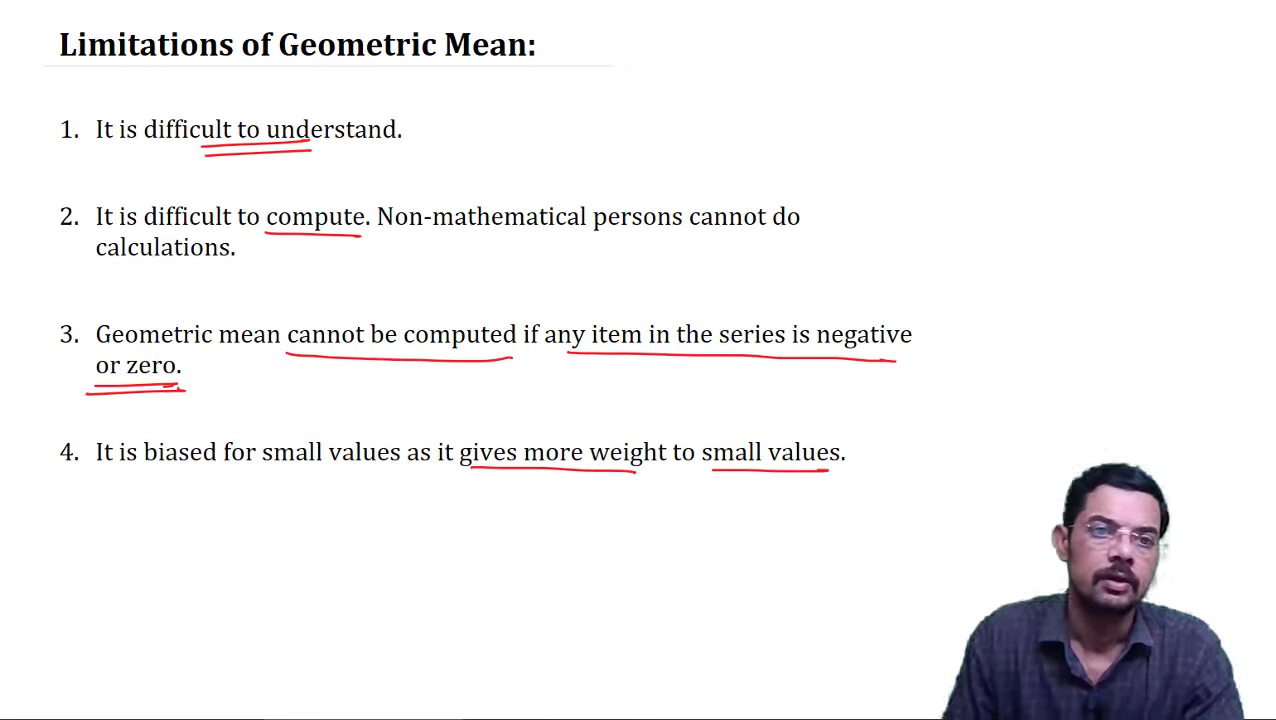 Limitations of Geometric Mean:
1. It is difficult to understand.
2. It is difficult to compute. Non-mathematical persons cannot do
calculations.
3. Geometric mean cannot be computed if any item in the series is negative
or zero.
4. It is biased for small values as it gives more weight to small values.